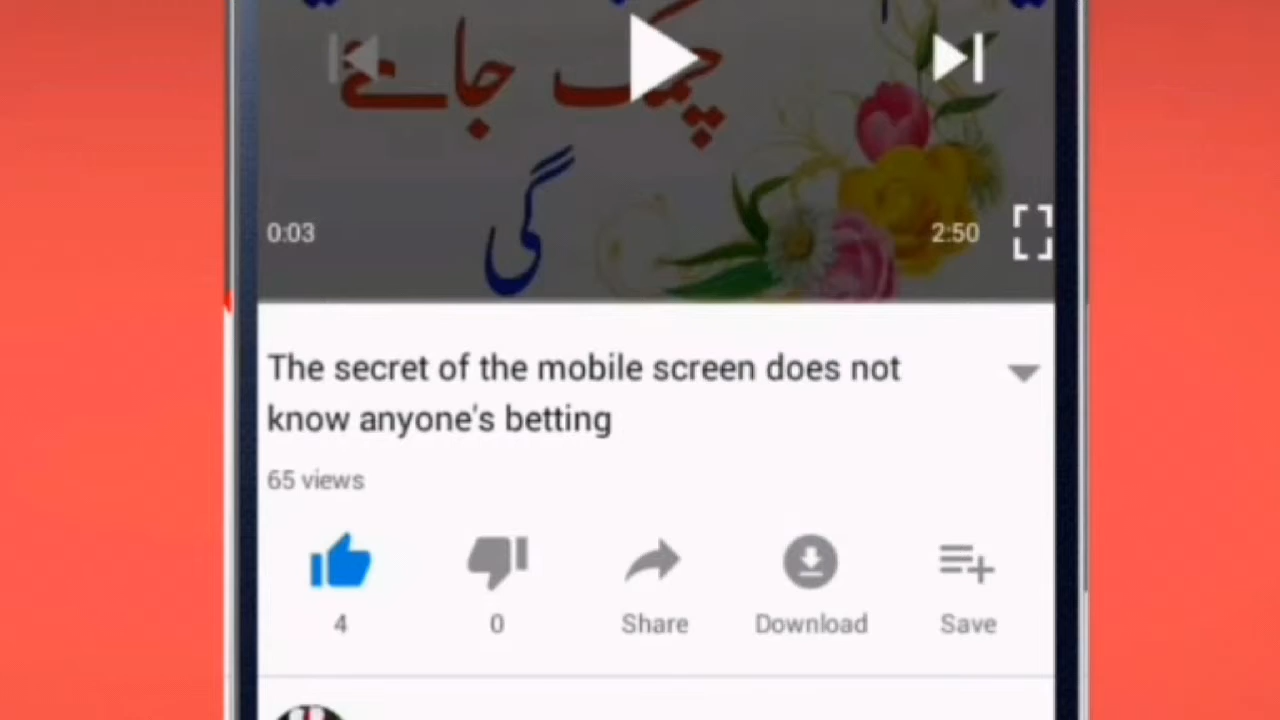 چمک جائے
گی
0:03 2:50
The secret of the mobile screen does not
know anyone's betting
65 views
4 0 Share Download Save